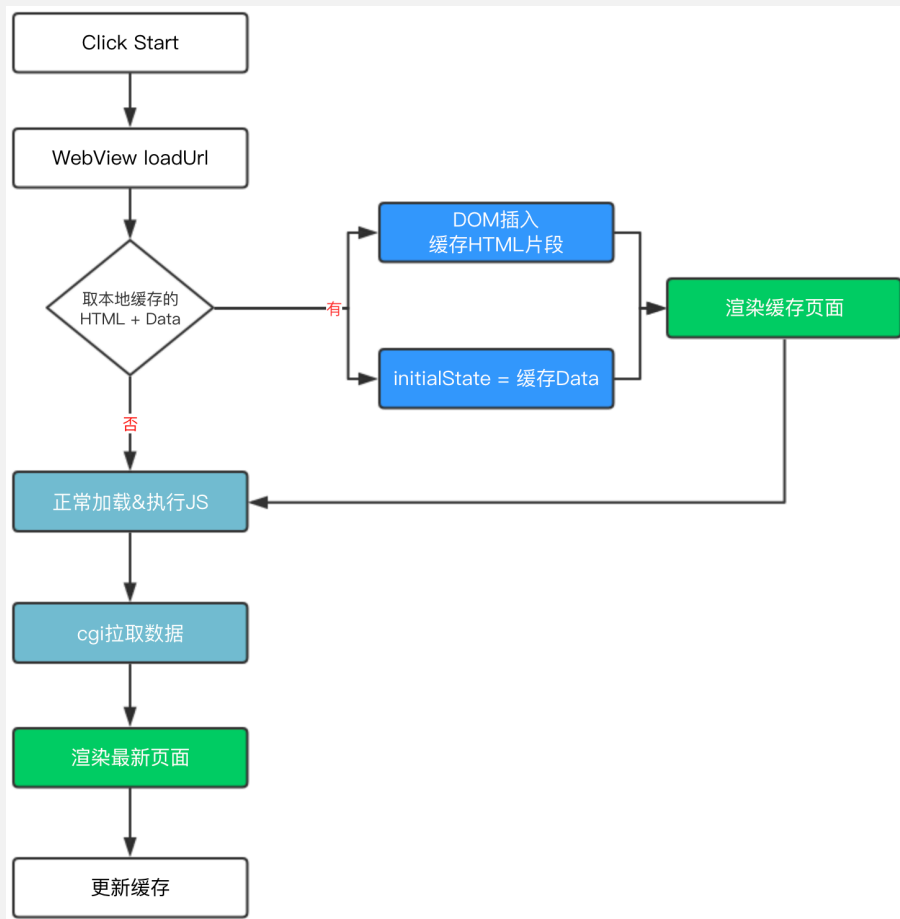 Click Start
WebView loadUrl
DOM插入
缓存HTML片段
取本地缓存的
HTML + Data
有
渲染缓存页面
initialState = 缓存Data
否
正常加载&执行JS
cgi拉取数据
渲染最新页面
更新缓存